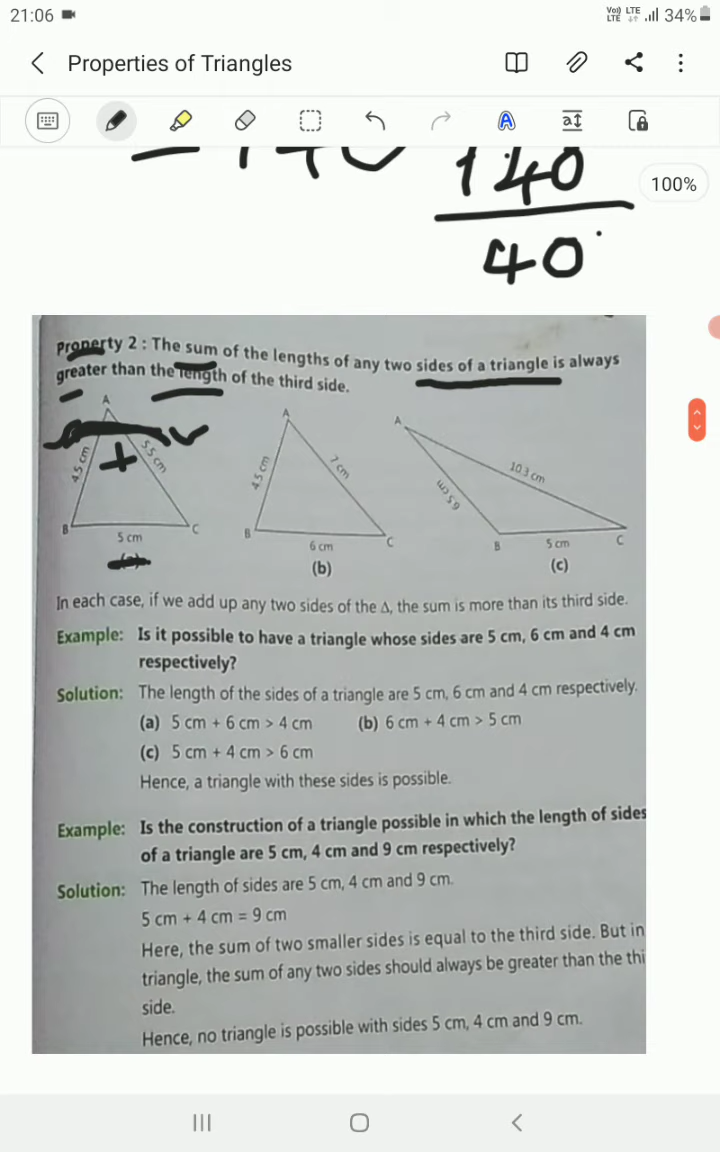 21:06 Vo)) LTE LTE 34%
Properties of Triangles
140
100%
40
Property 2 : The sum of the lengths of any two sides of a triangle is always
greater than the length of the third side.
A A A
4.5 cm 5.5 cm 4.5 cm 7 cm 6.5 cm 10.3 cm
B C B C B C
5 cm 6 cm 5 cm
(a) (b) (c)
In each case, if we add up any two sides of the Δ, the sum is more than its third side.
Example: Is it possible to have a triangle whose sides are 5 cm, 6 cm and 4 cm
respectively?
Solution: The length of the sides of a triangle are 5 cm, 6 cm and 4 cm respectively.
(a) 5 cm + 6 cm > 4 cm (b) 6 cm + 4 cm > 5 cm
(c) 5 cm + 4 cm > 6 cm
Hence, a triangle with these sides is possible.
Example: Is the construction of a triangle possible in which the length of sides
of a triangle are 5 cm, 4 cm and 9 cm respectively?
Solution: The length of sides are 5 cm, 4 cm and 9 cm.
5 cm + 4 cm = 9 cm
Here, the sum of two smaller sides is equal to the third side. But in
triangle, the sum of any two sides should always be greater than the thi
side.
Hence, no triangle is possible with sides 5 cm, 4 cm and 9 cm.